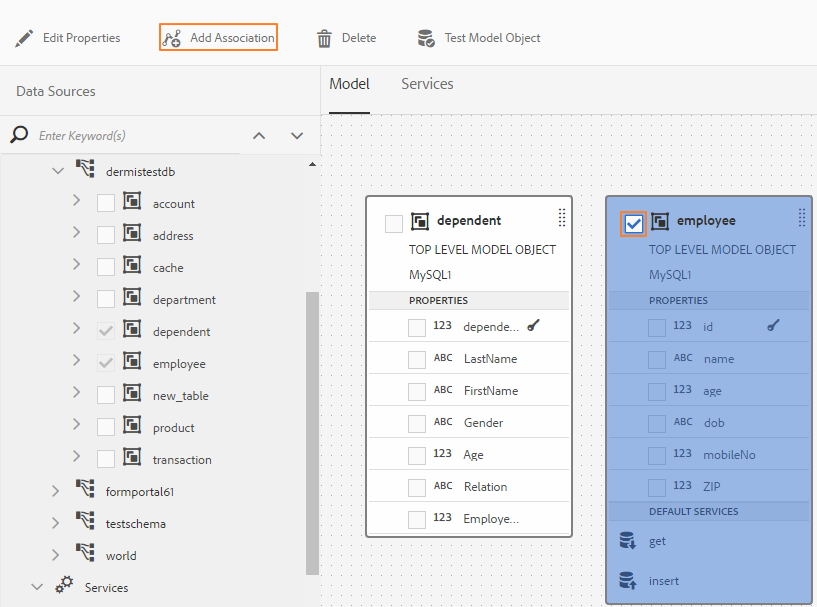 Edit Properties
Add Association
Delete
Test Model Object
Data Sources
Model
Services
Enter Keyword(s)
dermistestdb
account
address
cache
department
dependent
employee
new_table
product
transaction
formportal61
testschema
world
Services
dependent
TOP LEVEL MODEL OBJECT
MySQL1
PROPERTIES
123 depende...
ABC LastName
ABC FirstName
ABC Gender
123 Age
ABC Relation
123 Employe...
employee
TOP LEVEL MODEL OBJECT
MySQL1
PROPERTIES
123 id
ABC name
123 age
ABC dob
123 mobileNo
123 ZIP
DEFAULT SERVICES
get
insert